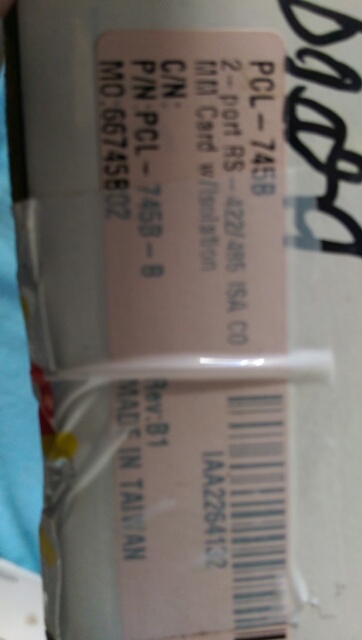 PCL-745B
2-port RS-422/485 ISA CO
MM Card w/Isolation
C/N:
P/N PCL-745B-B Rev:B1
MO:66745B02 MADE IN TAIWAN